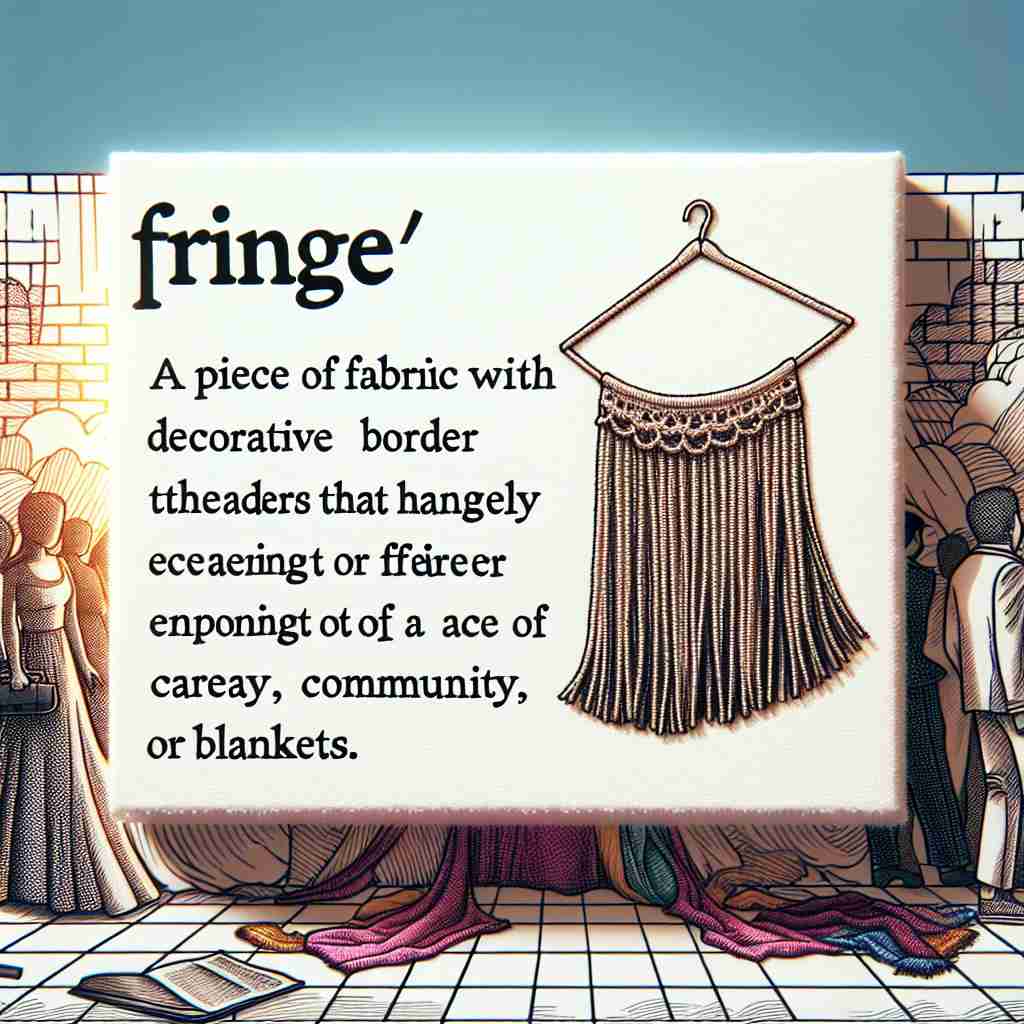 fringe′
A piece of fabric with
decorative border
ttheaders that hangely
eceaeringt or ffeireer
enponingt ot of a ace of
careay, community,
or blankets.